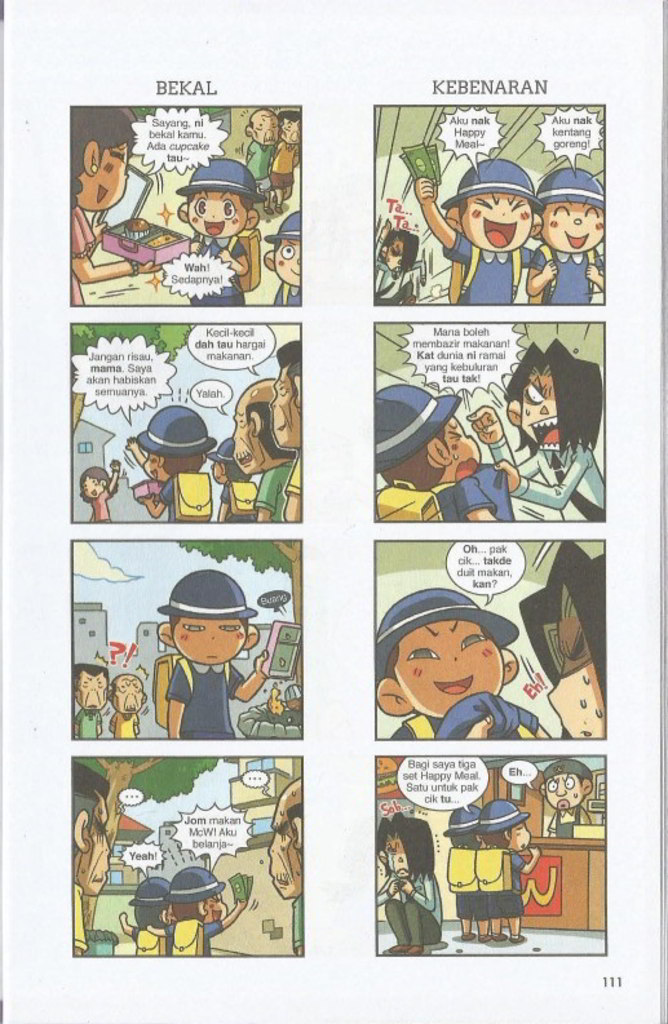 BEKAL
Sayang, ni
bekal kamu.
Ada cupcake
tau~
Wah!
Sedapnya!
Jangan risau,
mama. Saya
akan habiskan
semuanya.
Kecil-kecil
dah tau hargai
makanan.
Yalah.
?!
Buang
...
...
Jom makan
McW! Aku
belanja~
Yeah!
KEBENARAN
Aku nak
Happy
Meal~
Aku nak
kentang
goreng!
Ta...
Ta...
Mana boleh
membazir makanan!
Kat dunia ni ramai
yang kebuluran
tau tak!
Oh... pak
cik... takde
duit makan,
kan?
Eh!
Bagi saya tiga
set Happy Meal.
Satu untuk pak
cik tu...
Eh...
Sob...
111